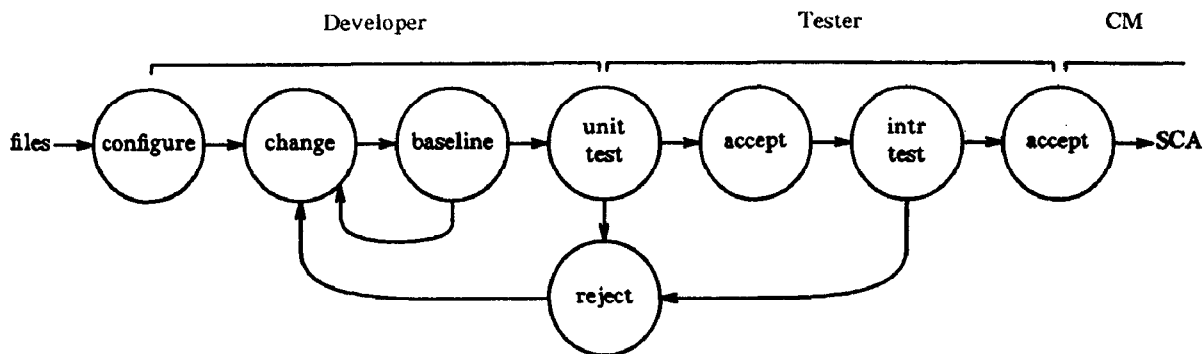 Developer
Tester
CM
files
configure
change
baseline
unit
test
accept
intr
test
accept
SCA
reject